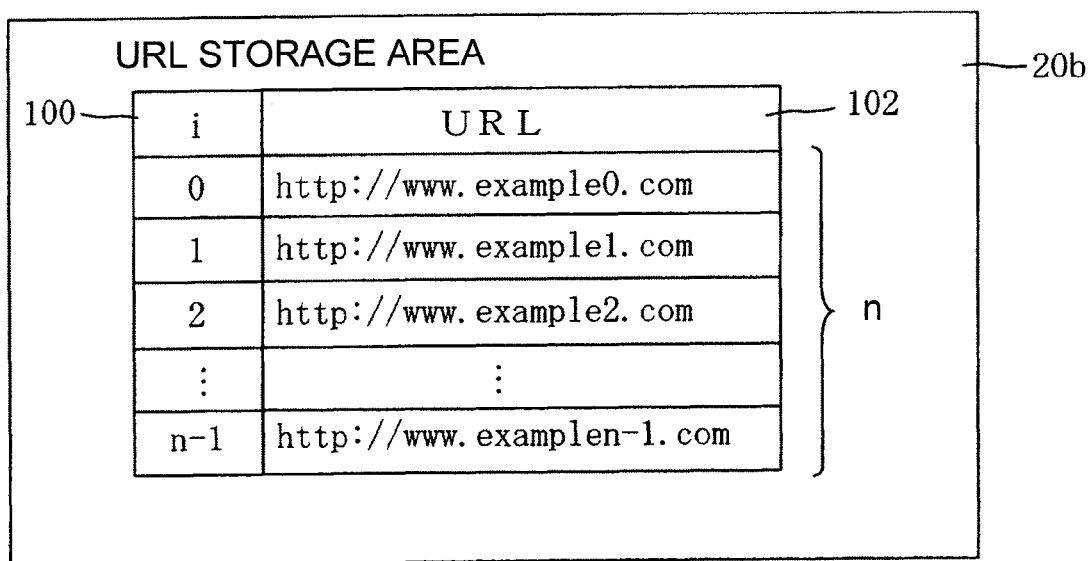 URL STORAGE AREA
20b
100
i URL
102
0 http://www.example0.com
1 http://www.example1.com
2 http://www.example2.com
n
⋮ ⋮
n-1 http://www.examplen-1.com